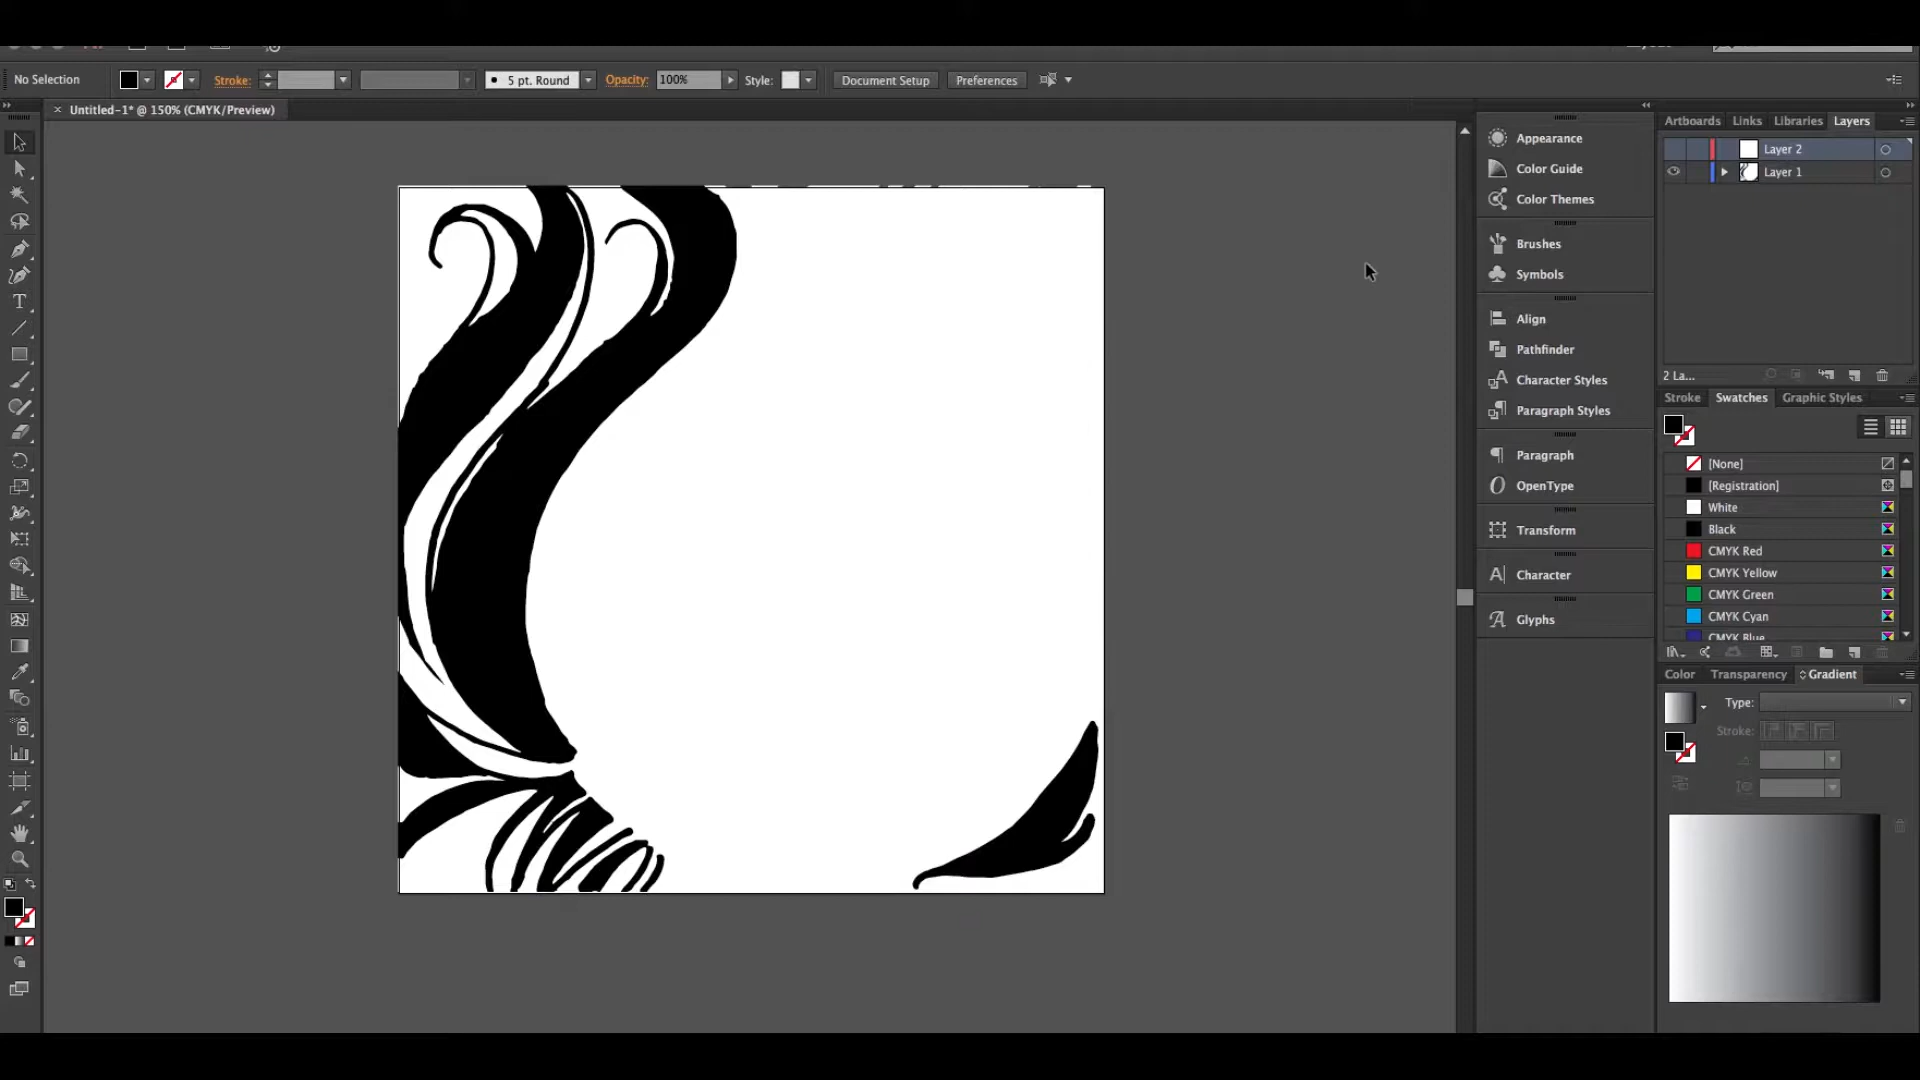 No Selection
Stroke:
5 pt. Round
Opacity: 100%
Style:
Document Setup
Preferences
× Untitled-1* @ 150% (CMYK/Preview)
Appearance
Color Guide
Color Themes
Brushes
Symbols
Align
Pathfinder
Character Styles
Paragraph Styles
Paragraph
OpenType
Transform
Character
Glyphs
Artboards Links Libraries Layers
Layer 2
Layer 1
2 La...
Stroke Swatches Graphic Styles
[None]
[Registration]
White
Black
CMYK Red
CMYK Yellow
CMYK Green
CMYK Cyan
CMYK Blue
Color Transparency Gradient
Type:
Stroke: